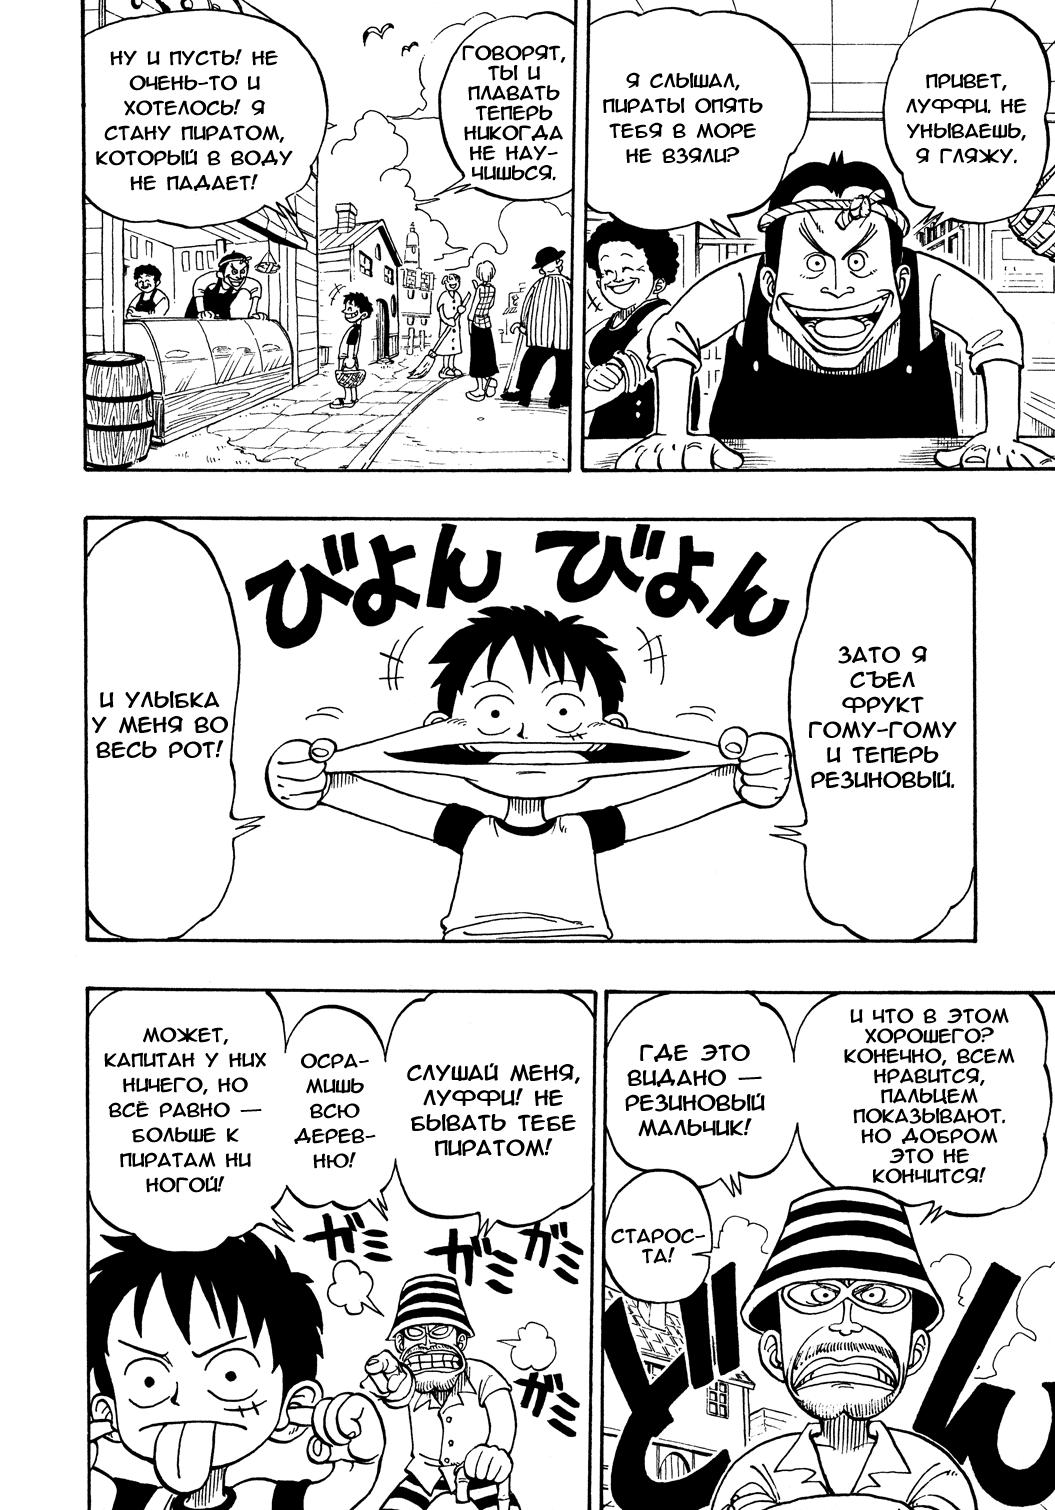 ПРИВЕТ,
ЛУФФИ. НЕ
УНЫВАЕШЬ,
Я ГЛЯЖУ.
Я СЛЫШАЛ,
ПИРАТЫ ОПЯТЬ
ТЕБЯ В МОРЕ
НЕ ВЗЯЛИ?
ГОВОРЯТ,
ТЫ И
ПЛАВАТЬ
ТЕПЕРЬ
НИКОГДА
НЕ НАУ-
ЧИШЬСЯ.
НУ И ПУСТЬ! НЕ
ОЧЕНЬ-ТО И
ХОТЕЛОСЬ! Я
СТАНУ ПИРАТОМ,
КОТОРЫЙ В ВОДУ
НЕ ПАДАЕТ!
びよん びよん
ЗАТО Я
СЪЕЛ
ФРУКТ
ГОМУ-ГОМУ
И ТЕПЕРЬ
РЕЗИНОВЫЙ.
И УЛЫБКА
У МЕНЯ ВО
ВЕСЬ РОТ!
И ЧТО В ЭТОМ
ХОРОШЕГО?
КОНЕЧНО, ВСЕМ
НРАВИТСЯ,
ПАЛЬЦЕМ
ПОКАЗЫВАЮТ.
НО ДОБРОМ
ЭТО НЕ
КОНЧИТСЯ!
ГДЕ ЭТО
ВИДАНО —
РЕЗИНОВЫЙ
МАЛЬЧИК!
СТАРОС-
ТА!
どん!!
СЛУШАЙ МЕНЯ,
ЛУФФИ! НЕ
БЫВАТЬ ТЕБЕ
ПИРАТОМ!
ОСРА-
МИШЬ
ВСЮ
ДЕРЕВ-
НЮ!
МОЖЕТ,
КАПИТАН У НИХ
НИЧЕГО, НО
ВСЁ РАВНО —
БОЛЬШЕ К
ПИРАТАМ НИ
НОГОЙ!
ガミ
ガミ
ガミ
ガミ